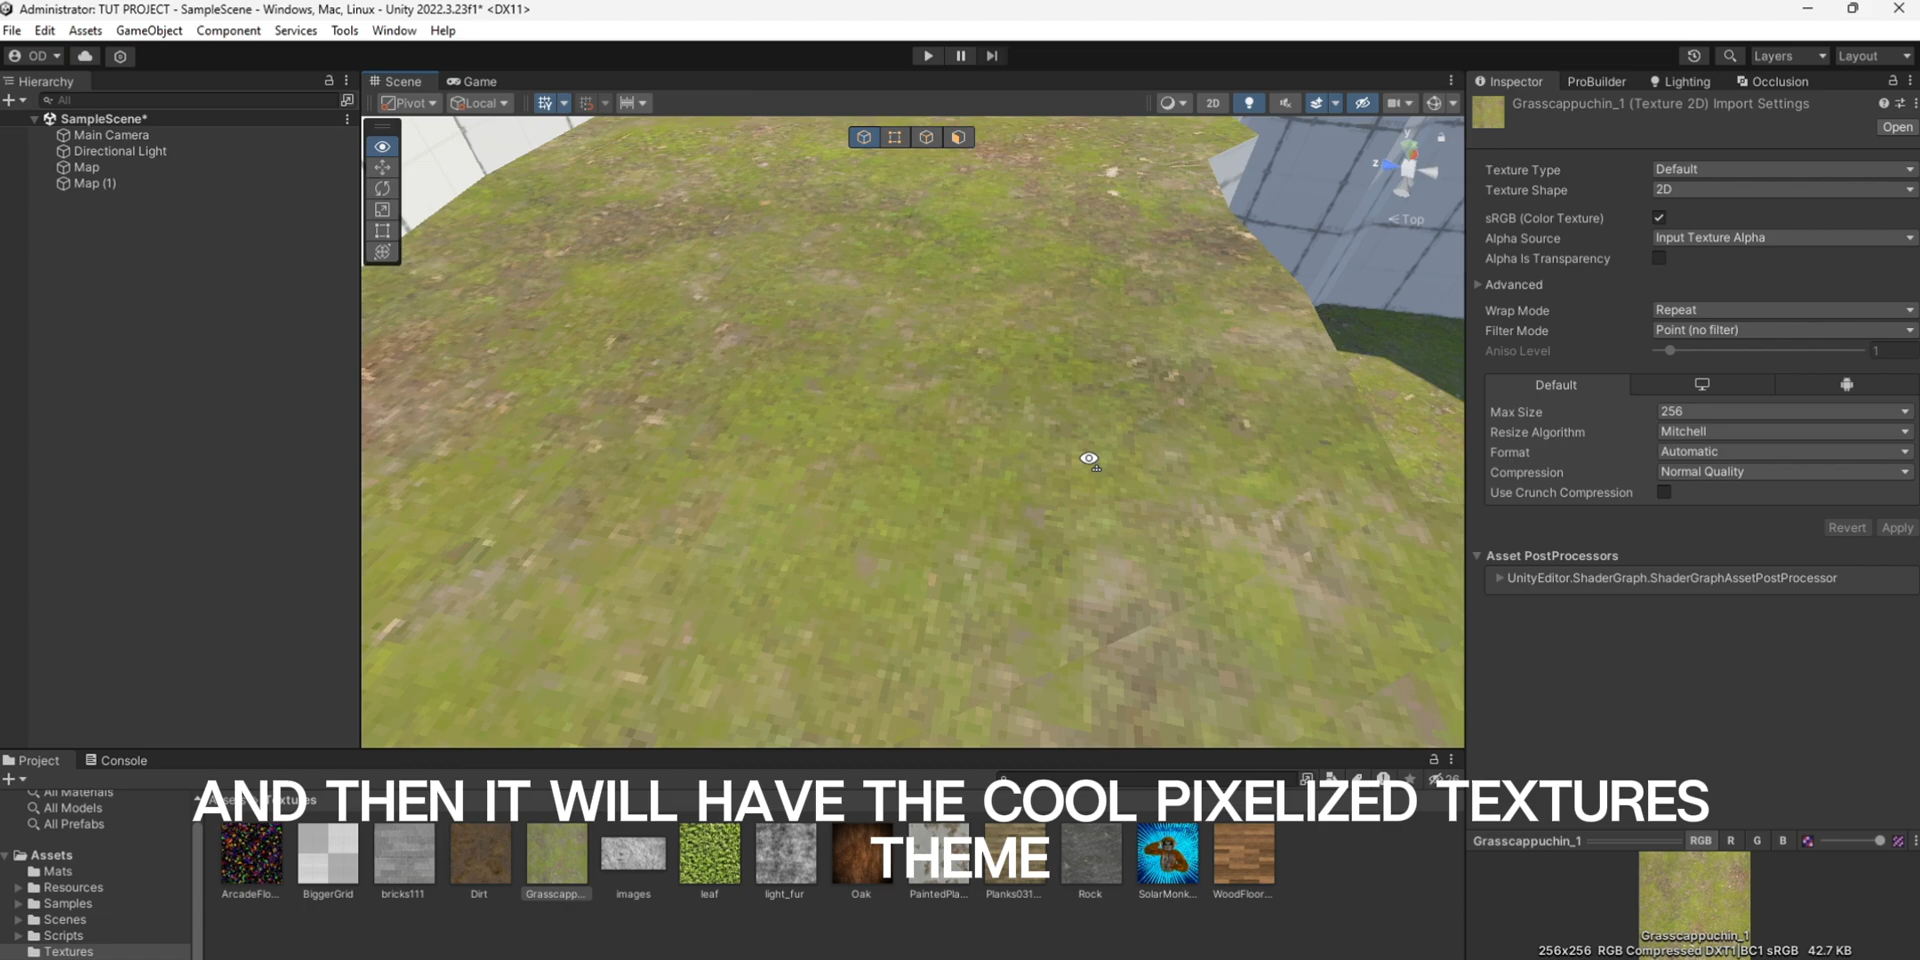 Administrator: TUT PROJECT - SampleScene - Windows, Mac, Linux - Unity 2022.3.23f1* <DX11>
File Edit Assets GameObject Component Services Tools Window Help
OD Layers Layout
Hierarchy
All
SampleScene*
Main Camera
Directional Light
Map
Map (1)
Scene Game
Pivot Local 2D
y
z
Top
Inspector ProBuilder Lighting Occlusion
Grasscappuchin_1 (Texture 2D) Import Settings
Open
Texture Type Default
Texture Shape 2D
sRGB (Color Texture)
Alpha Source Input Texture Alpha
Alpha Is Transparency
Advanced
Wrap Mode Repeat
Filter Mode Point (no filter)
Aniso Level 1
Default
Max Size 256
Resize Algorithm Mitchell
Format Automatic
Compression Normal Quality
Use Crunch Compression
Revert Apply
Asset PostProcessors
UnityEditor.ShaderGraph.ShaderGraphAssetPostProcessor
Project Console
All Materials
All Models
All Prefabs
Assets
Mats
Resources
Samples
Scenes
Scripts
Textures
AND THEN IT WILL HAVE THE COOL PIXELIZED TEXTURES
THEME
ArcadeFlo... BiggerGrid bricks111 Dirt Grasscapp... images leaf light_fur Oak PaintedPla... Planks031... Rock SolarMonk... WoodFloor...
Grasscappuchin_1 RGB R G B
Grasscappuchin_1
256x256 RGB Compressed DXT1|BC1 sRGB 42.7 KB